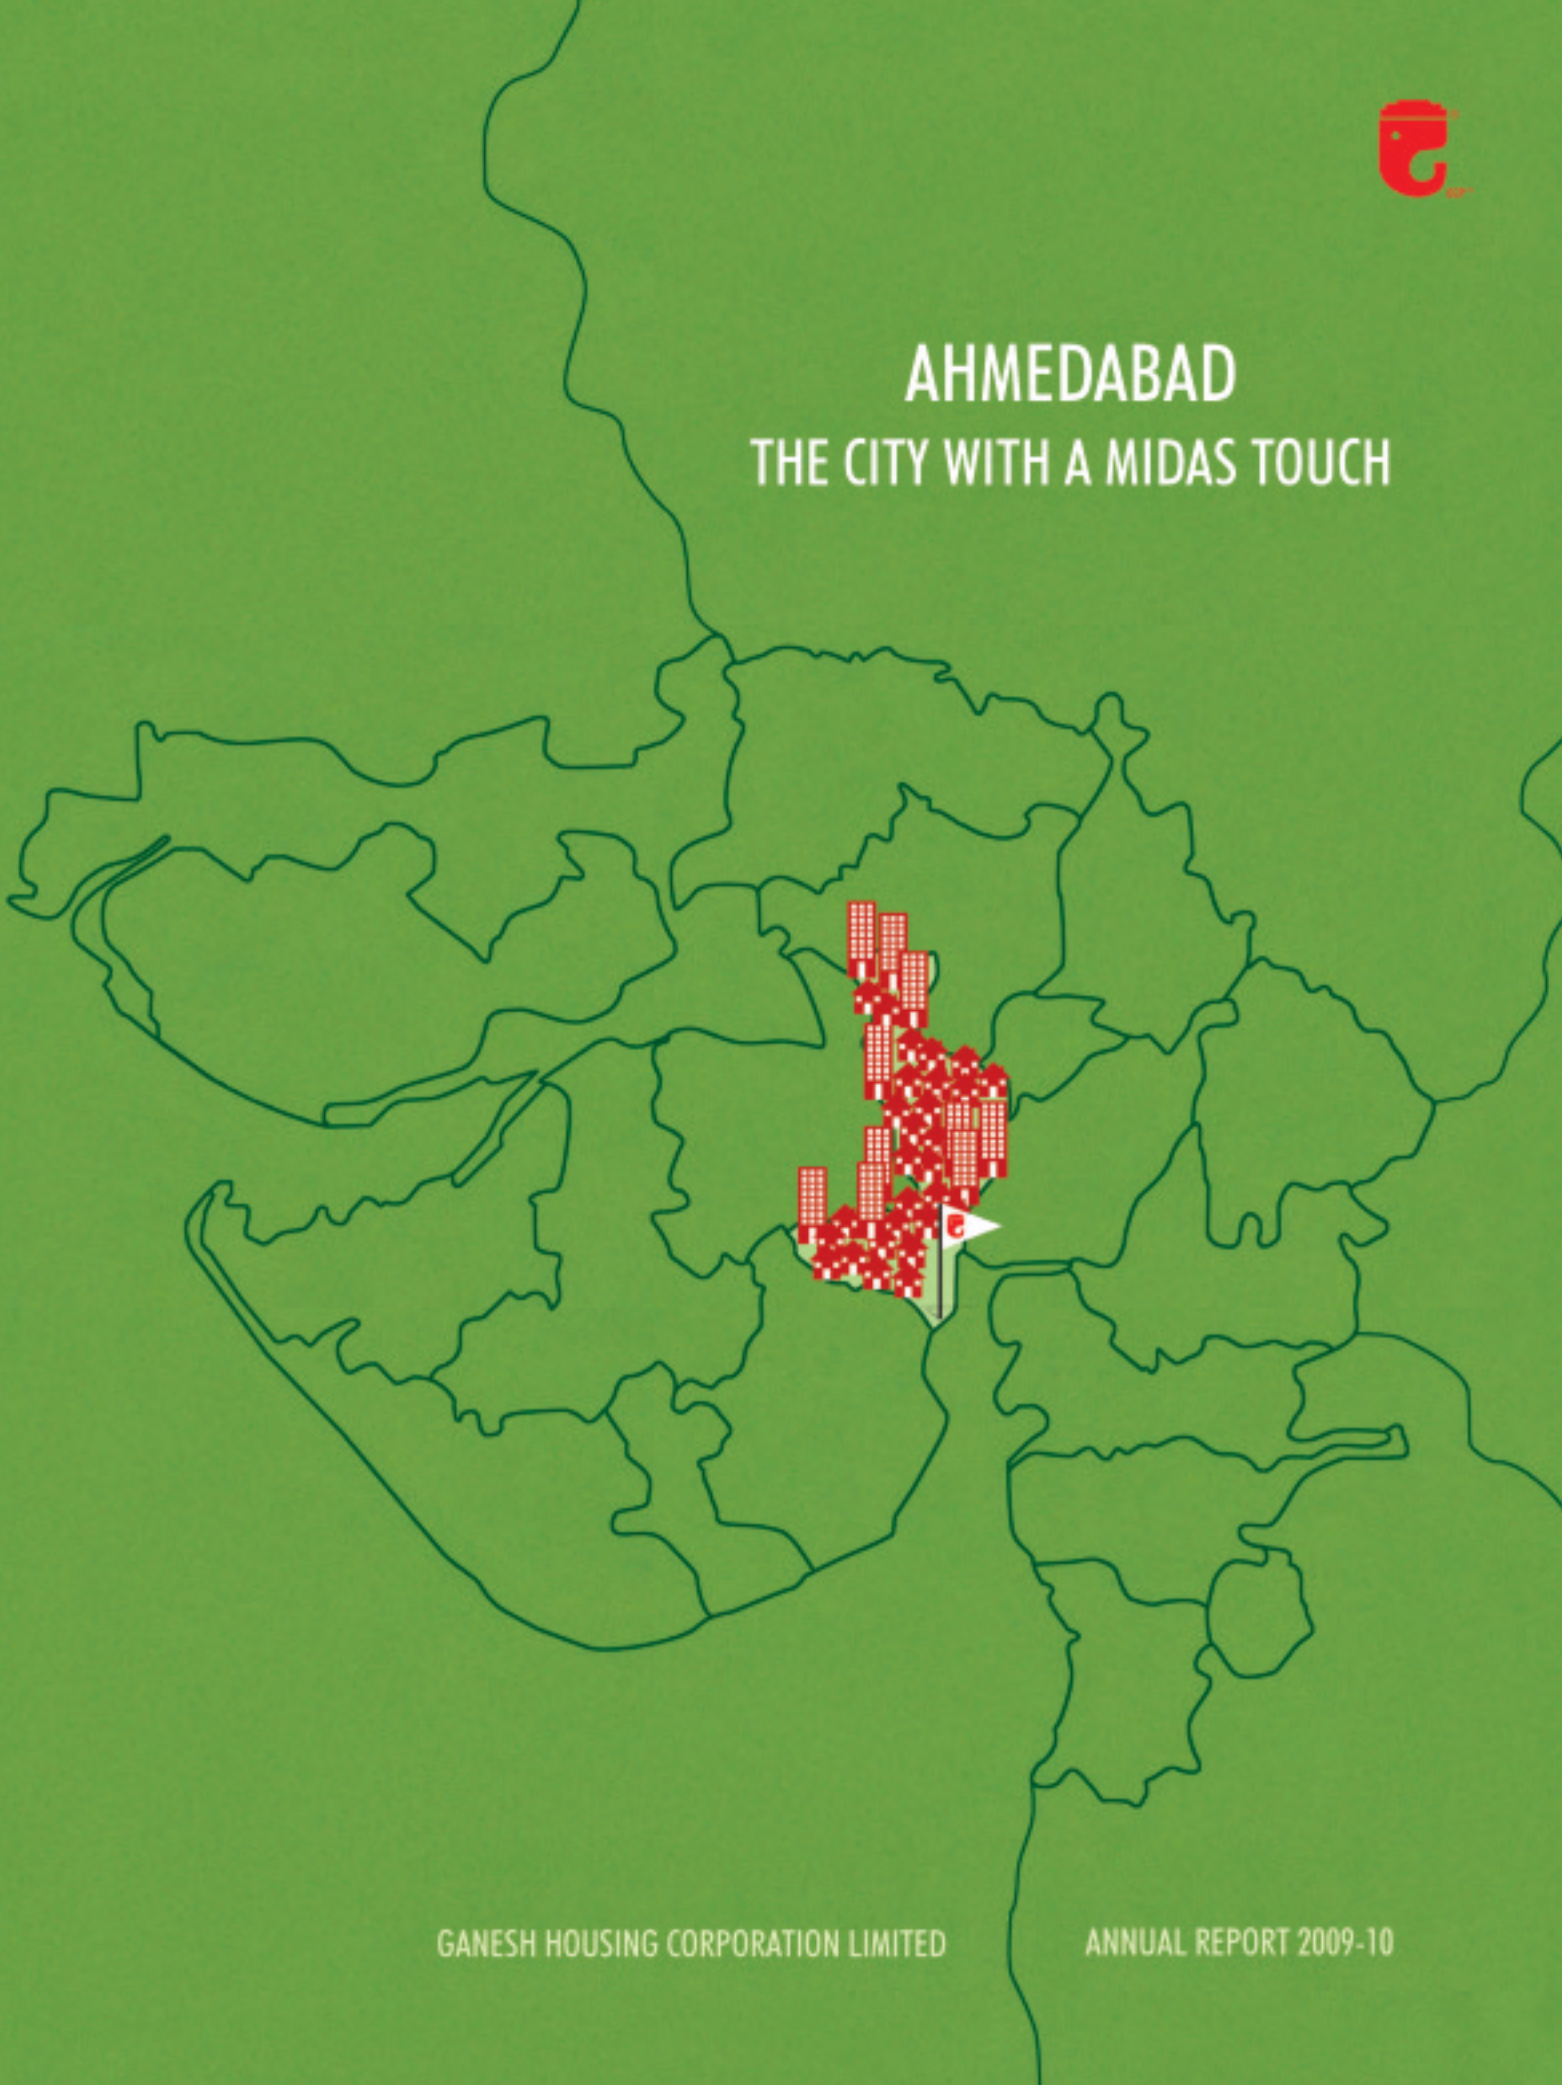 AHMEDABAD
THE CITY WITH A MIDAS TOUCH
GANESH HOUSING CORPORATION LIMITED
ANNUAL REPORT 2009-10